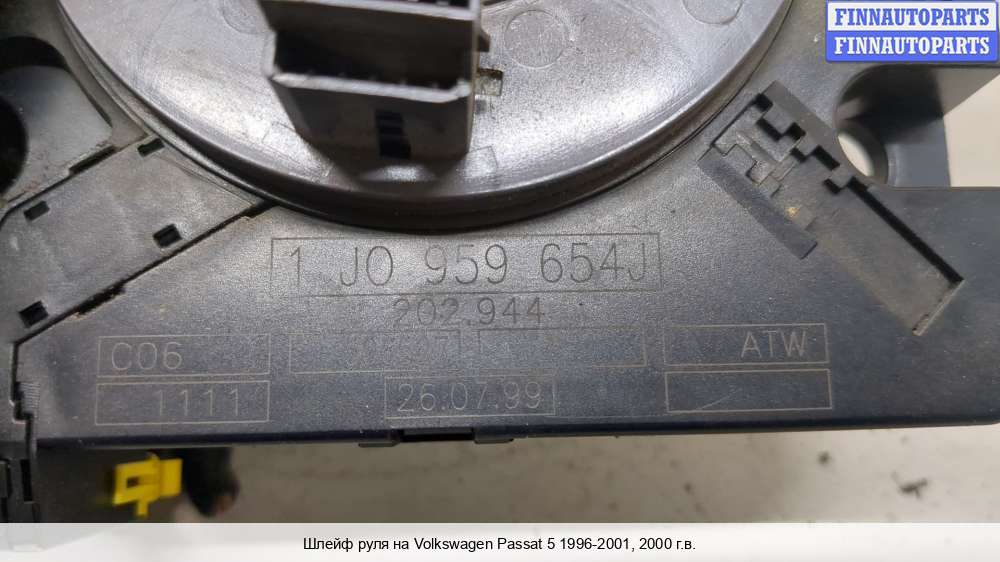 FINNAUTOPARTS
FINNAUTOPARTS
1 J0 959 654J
202.944
C06
ATW
1111
26.07.99
Шлейф руля на Volkswagen Passat 5 1996-2001, 2000 г.в.